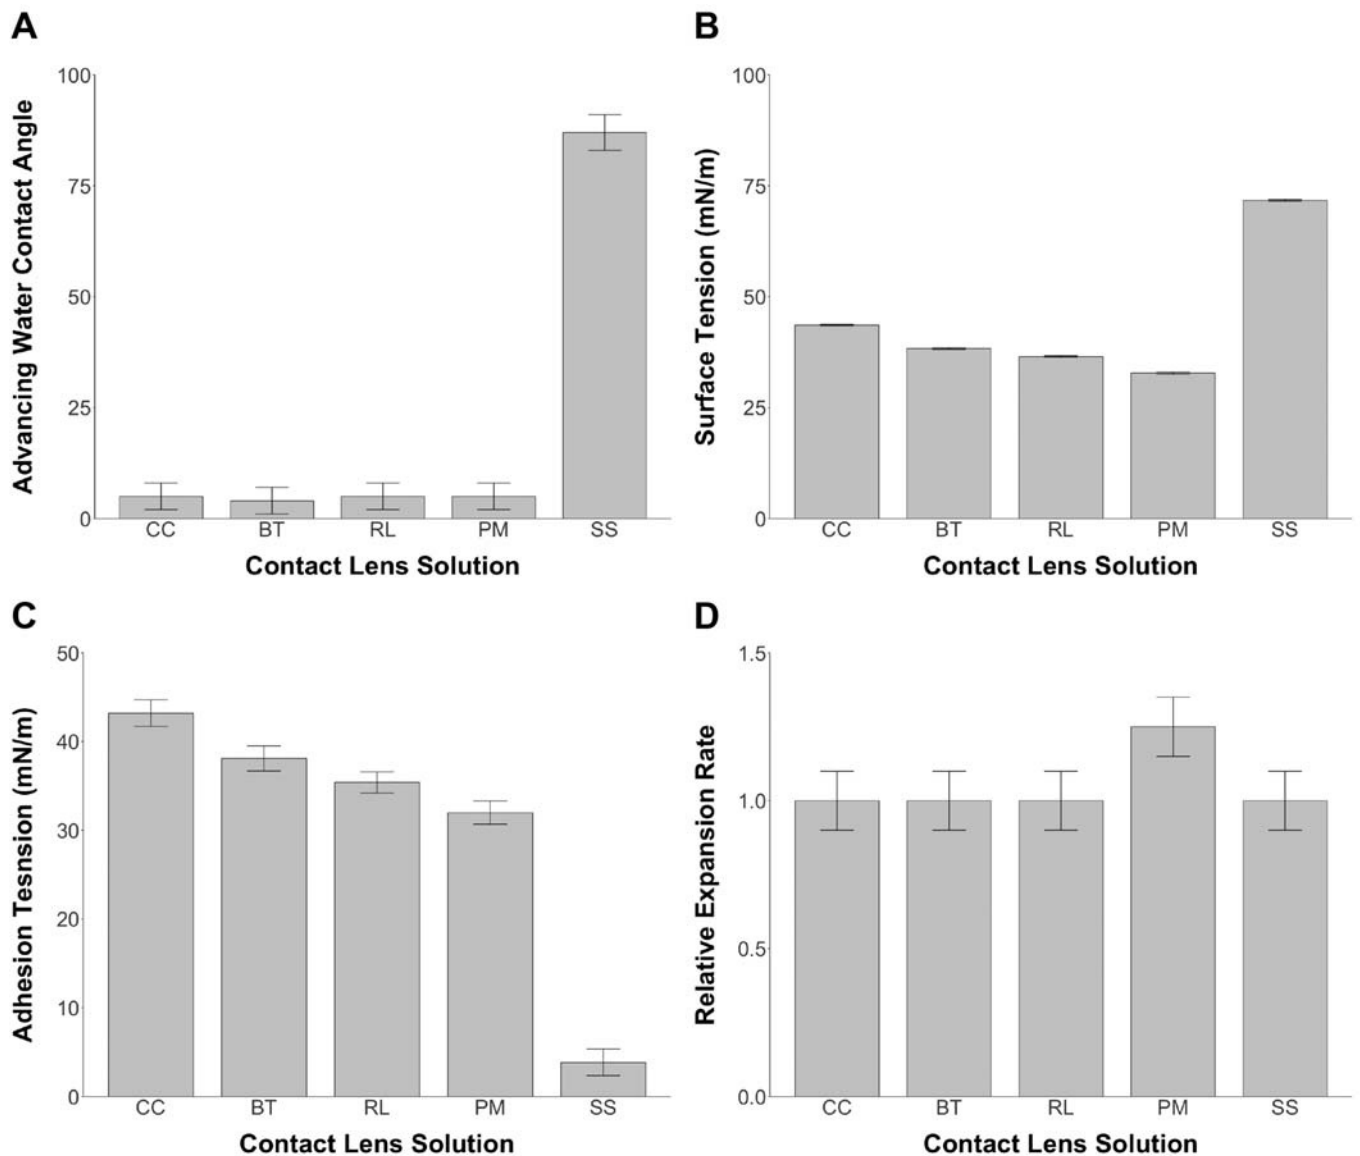 A
Advancing Water Contact Angle
100
75
50
25
0
CC BT RL PM SS
Contact Lens Solution
B
Surface Tension (mN/m)
100
75
50
25
0
CC BT RL PM SS
Contact Lens Solution
C
Adhesion Tesnsion (mN/m)
50
40
30
20
10
0
CC BT RL PM SS
Contact Lens Solution
D
Relative Expansion Rate
1.5
1.0
0.5
0.0
CC BT RL PM SS
Contact Lens Solution